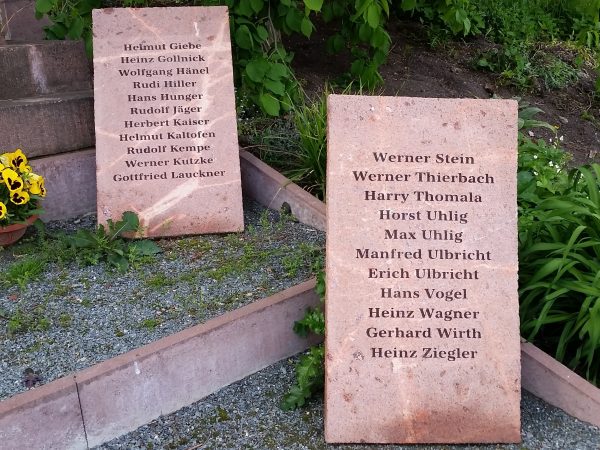 Helmut Giebe
Heinz Gollnick
Wolfgang Hänel
Rudi Hiller
Hans Hunger
Rudolf Jäger
Herbert Kaiser
Helmut Kaltofen
Rudolf Kempe
Werner Kutzke
Gottfried Lauckner
Werner Stein
Werner Thierbach
Harry Thomala
Horst Uhlig
Max Uhlig
Manfred Ulbricht
Erich Ulbricht
Hans Vogel
Heinz Wagner
Gerhard Wirth
Heinz Ziegler